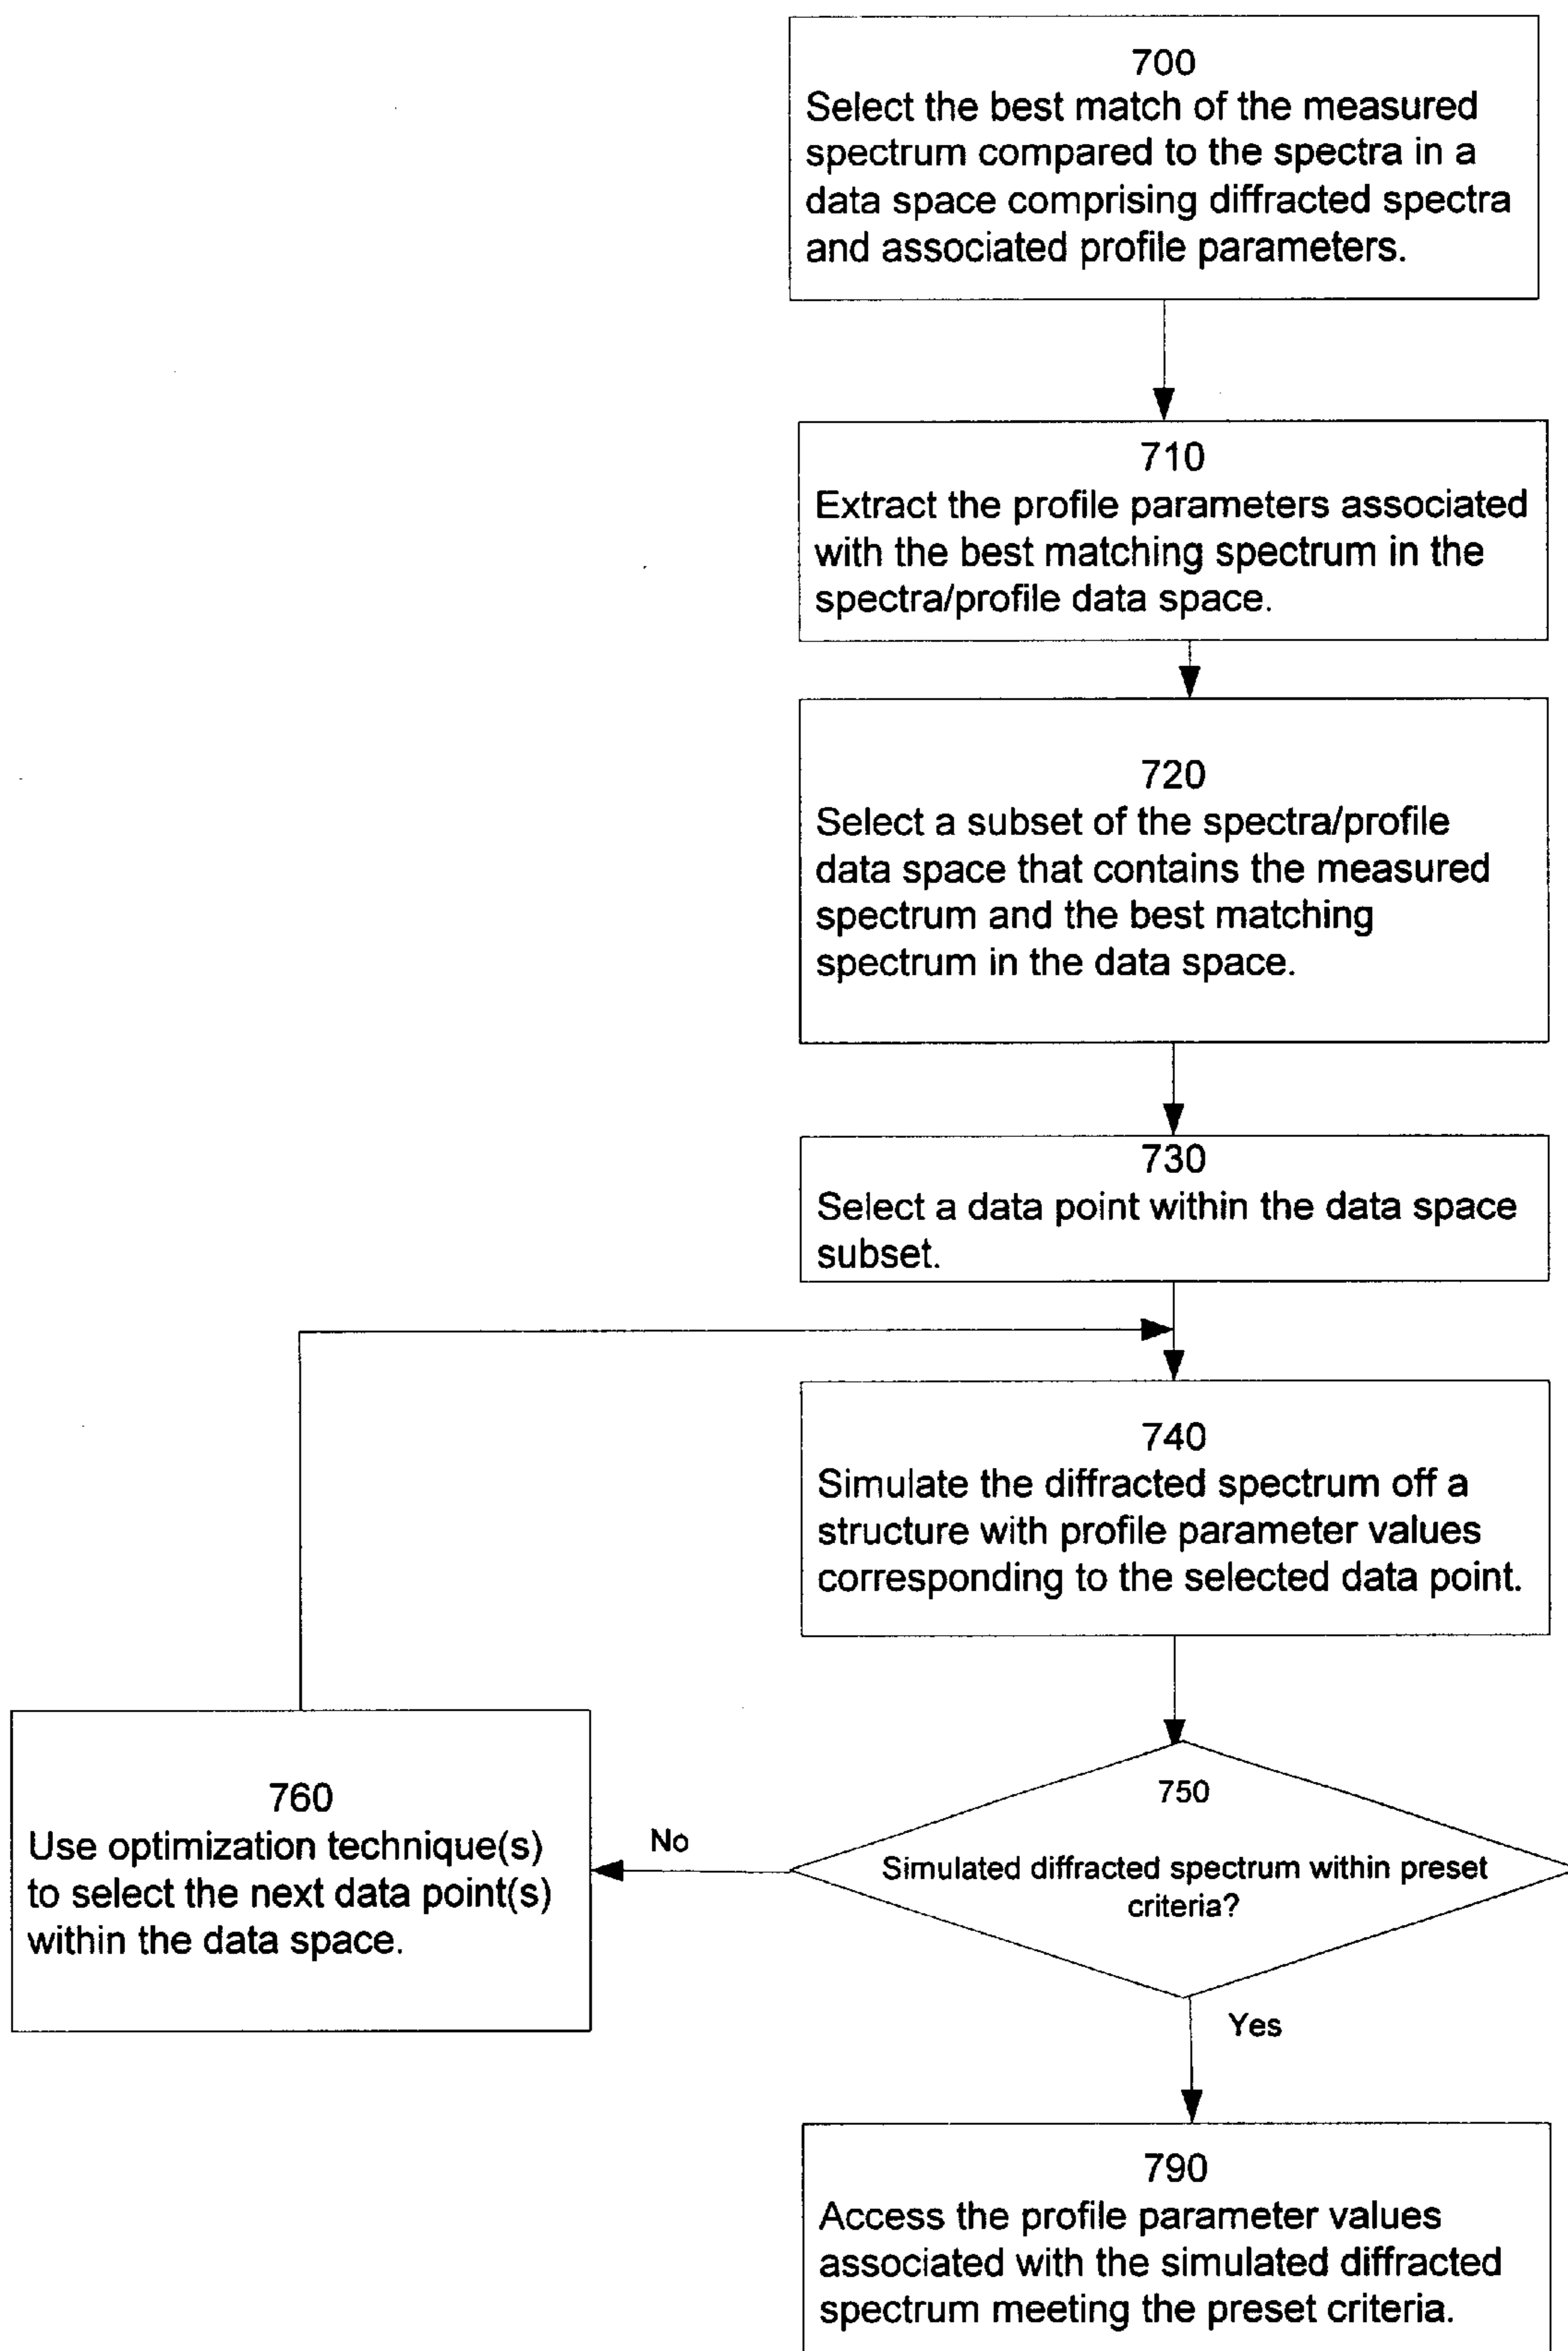 700
Select the best match of the measured
spectrum compared to the spectra in a
data space comprising diffracted spectra
and associated profile parameters.
710
Extract the profile parameters associated
with the best matching spectrum in the
spectra/profile data space.
720
Select a subset of the spectra/profile
data space that contains the measured
spectrum and the best matching
spectrum in the data space.
730
Select a data point within the data space
subset.
740
Simulate the diffracted spectrum off a
structure with profile parameter values
corresponding to the selected data point.
750
Simulated diffracted spectrum within preset
criteria?
No
760
Use optimization technique(s)
to select the next data point(s)
within the data space.
Yes
790
Access the profile parameter values
associated with the simulated diffracted
spectrum meeting the preset criteria.